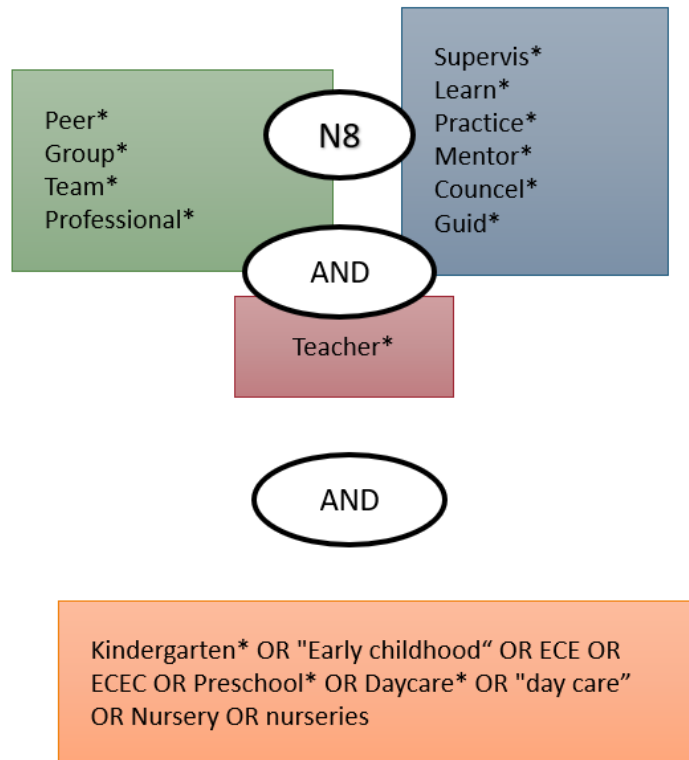 Peer*
Group*
Team*
Professional*
N8
Supervis*
Learn*
Practice*
Mentor*
Councel*
Guid*
AND
Teacher*
AND
Kindergarten* OR "Early childhood“ OR ECE OR
ECEC OR Preschool* OR Daycare* OR "day care”
OR Nursery OR nurseries